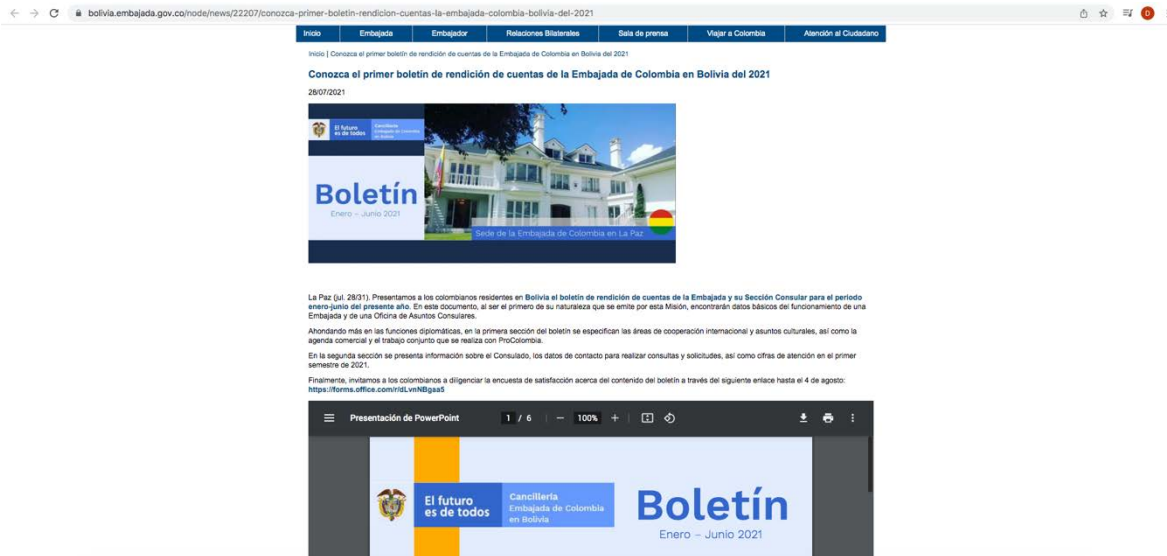 bolivia.embajada.gov.co/node/news/22207/conozca-primer-boletin-rendicion-cuentas-la-embajada-colombia-bolivia-del-2021
D
Inicio Embajada Embajador Relaciones Bilaterales Sala de prensa Viajar a Colombia Atención al Ciudadano
Inicio | Conozca el primer boletín de rendición de cuentas de la Embajada de Colombia en Bolivia del 2021
Conozca el primer boletín de rendición de cuentas de la Embajada de Colombia en Bolivia del 2021
28/07/2021
El futuro
es de todos
Cancillería
Embajada de Colombia
en Bolivia
Boletín
Enero – Junio 2021
Sede de la Embajada de Colombia en La Paz
La Paz (jul. 28/31). Presentamos a los colombianos residentes en Bolivia el boletín de rendición de cuentas de la Embajada y su Sección Consular para el periodo
enero-junio del presente año. En este documento, al ser el primero de su naturaleza que se emite por esta Misión, encontrarán datos básicos del funcionamiento de una
Embajada y de una Oficina de Asuntos Consulares.
Ahondando más en las funciones diplomáticas, en la primera sección del boletín se especifican las áreas de cooperación internacional y asuntos culturales, así como la
agenda comercial y el trabajo conjunto que se realiza con ProColombia.
En la segunda sección se presenta información sobre el Consulado, los datos de contacto para realizar consultas y solicitudes, así como cifras de atención en el primer
semestre de 2021.
Finalmente, invitamos a los colombianos a diligenciar la encuesta de satisfacción acerca del contenido del boletín a través del siguiente enlace hasta el 4 de agosto:
https://forms.office.com/r/dLvnNBgaa5
Presentación de PowerPoint 1 / 6 — 100% +
El futuro
es de todos
Cancillería
Embajada de Colombia
en Bolivia
Boletín
Enero – Junio 2021